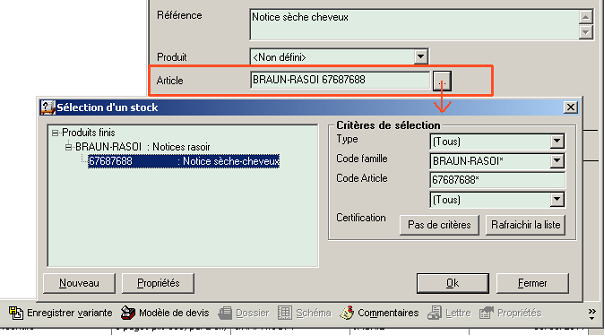 Référence Notice sèche cheveux
Produit <Non défini>
Article BRAUN-RASOI 67687688 ...
Sélection d'un stock
Produits finis
BRAUN-RASOI : Notices rasoir
67687688 : Notice sèche-cheveux
Critères de sélection
Type (Tous)
Code famille BRAUN-RASOI*
Code Article 67687688*
(Tous)
Certification Pas de critères Rafraichir la liste
Nouveau Propriétés Ok Fermer
Enregistrer variante Modèle de devis Dossier Schéma Commentaires Lettre Propriétés »